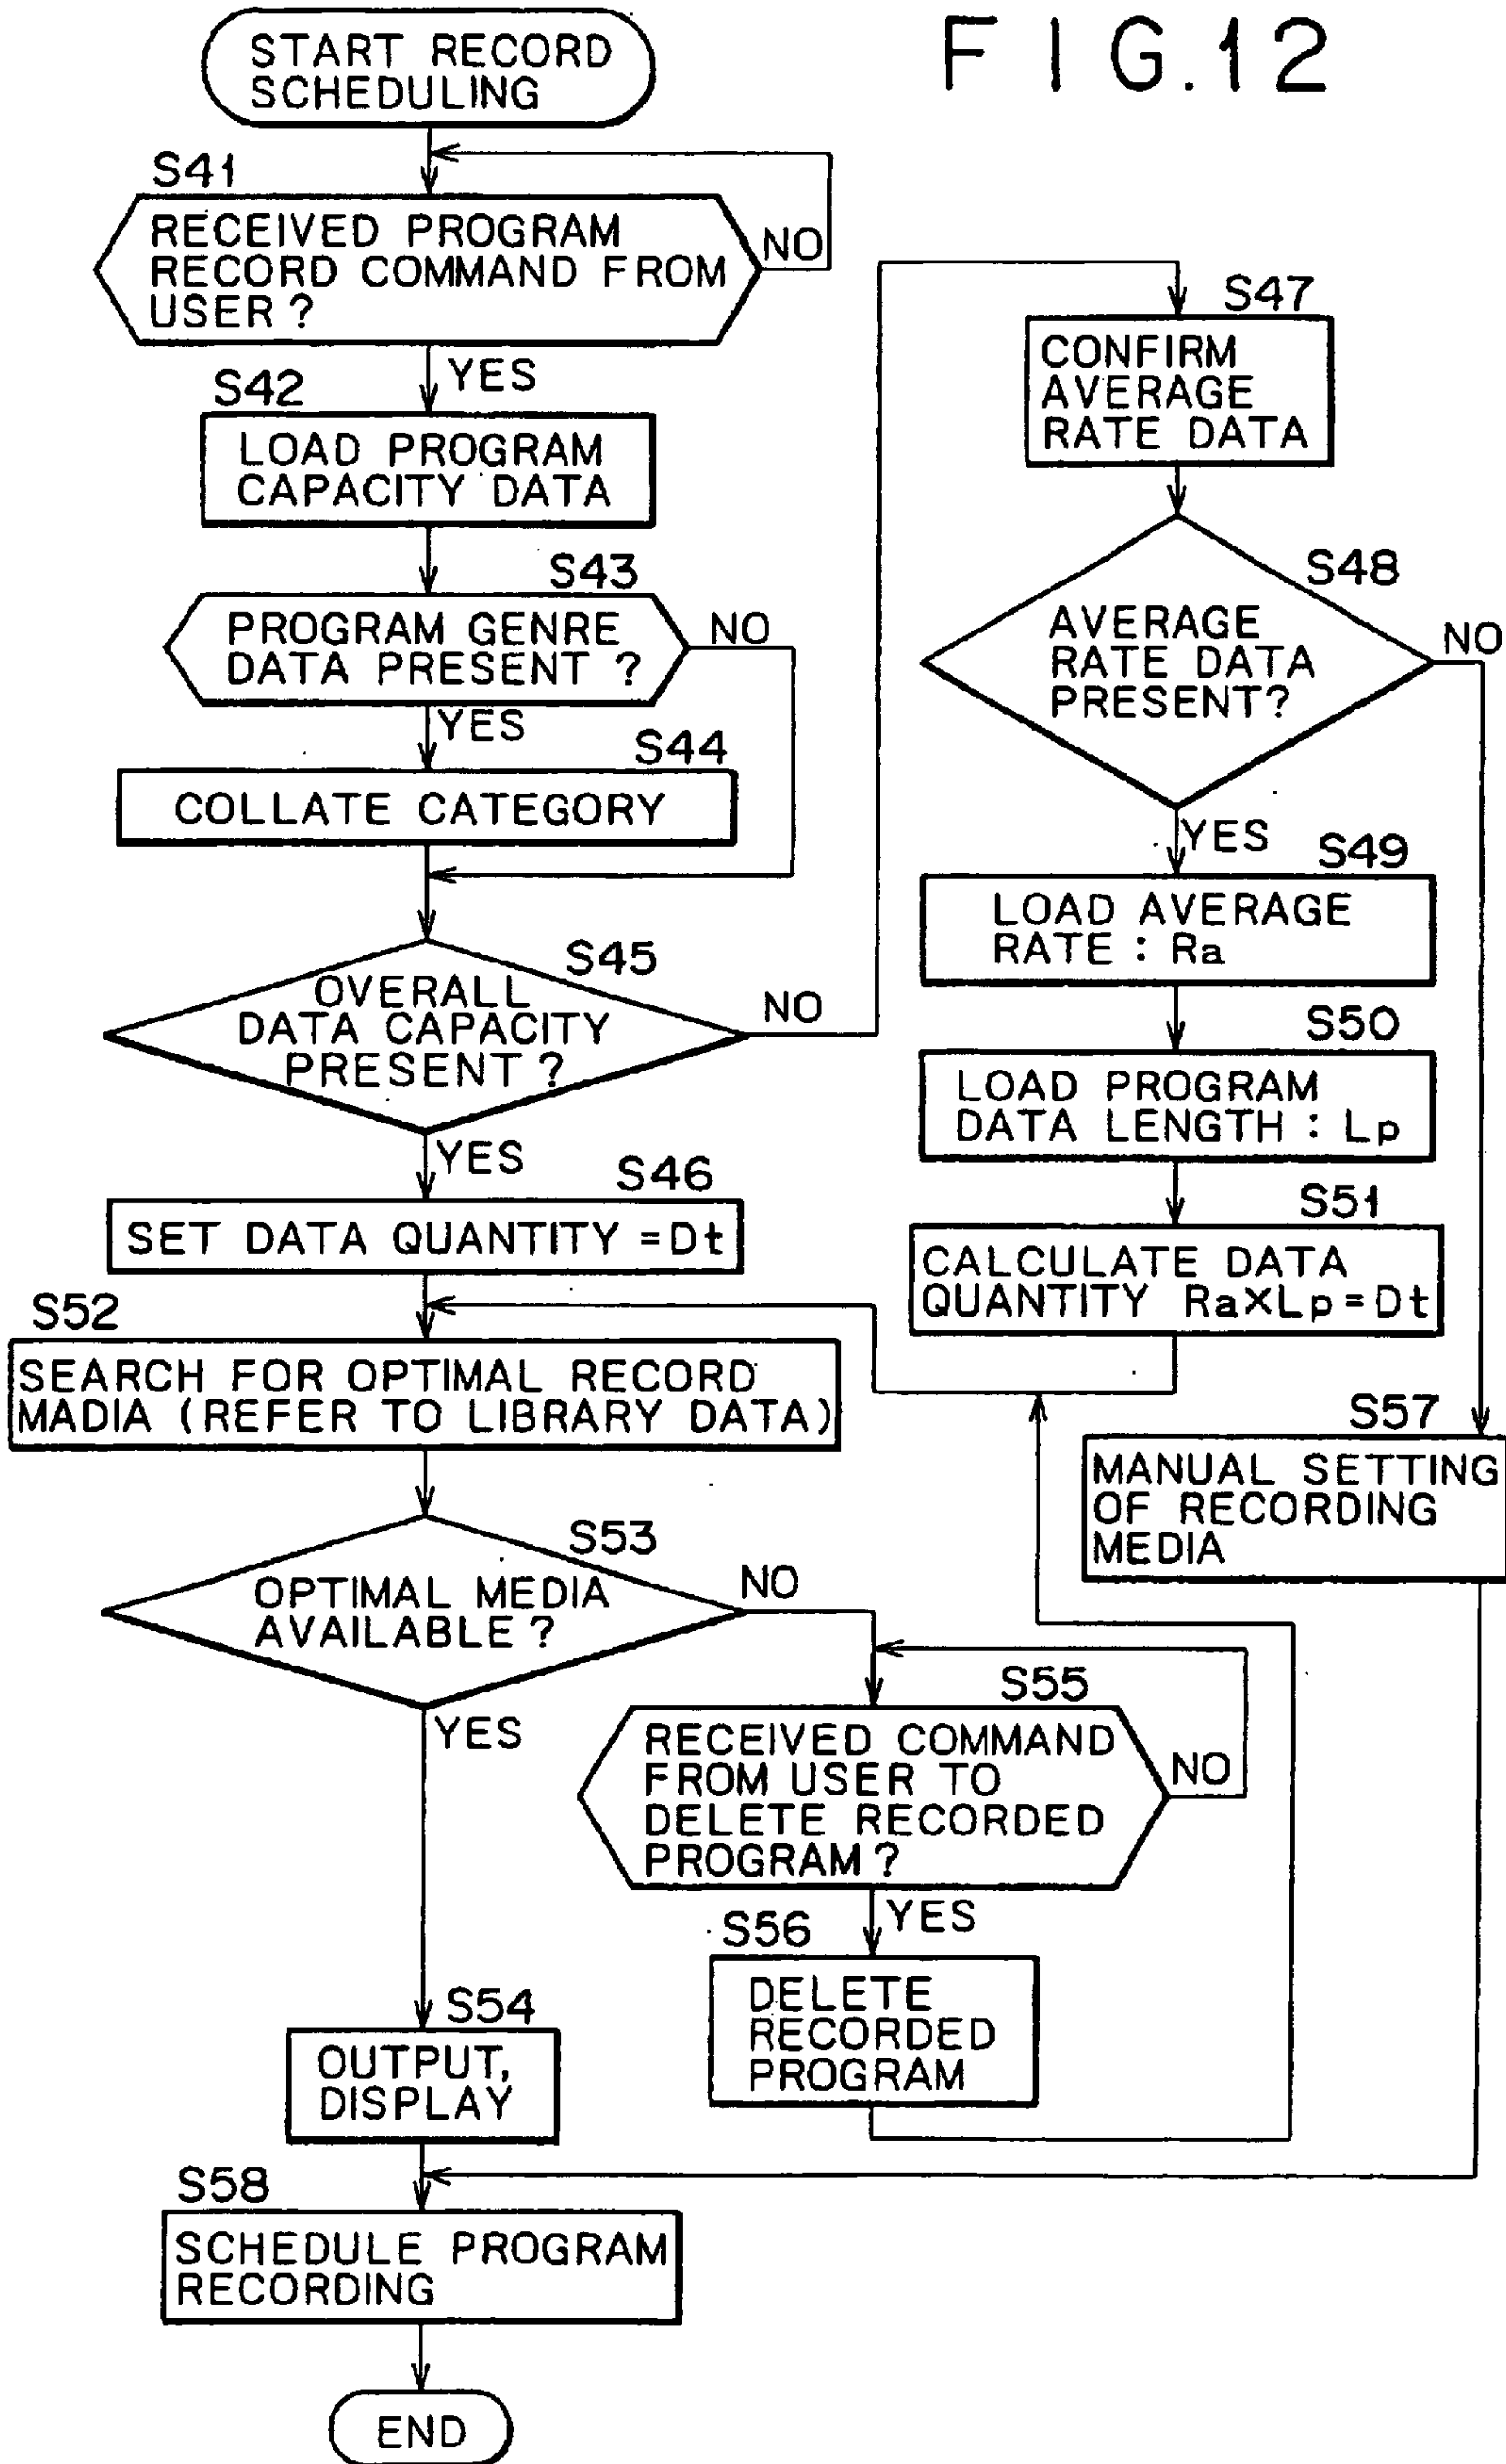 FIG.12
START RECORD
SCHEDULING
S41
RECEIVED PROGRAM
RECORD COMMAND FROM
USER?
NO
YES
S42
LOAD PROGRAM
CAPACITY DATA
S43
PROGRAM GENRE
DATA PRESENT?
NO
YES
S44
COLLATE CATEGORY
S45
OVERALL
DATA CAPACITY
PRESENT?
NO
YES
S46
SET DATA QUANTITY =Dt
S47
CONFIRM
AVERAGE
RATE DATA
S48
AVERAGE
RATE DATA
PRESENT?
NO
YES
S49
LOAD AVERAGE
RATE : Ra
S50
LOAD PROGRAM
DATA LENGTH : Lp
S51
CALCULATE DATA
QUANTITY Ra×Lp=Dt
S52
SEARCH FOR OPTIMAL RECORD
MADIA (REFER TO LIBRARY DATA)
S53
OPTIMAL MEDIA
AVAILABLE?
NO
YES
S55
RECEIVED COMMAND
FROM USER TO
DELETE RECORDED
PROGRAM?
NO
YES
S56
DELETE
RECORDED
PROGRAM
S57
MANUAL SETTING
OF RECORDING
MEDIA
S54
OUTPUT,
DISPLAY
S58
SCHEDULE PROGRAM
RECORDING
END